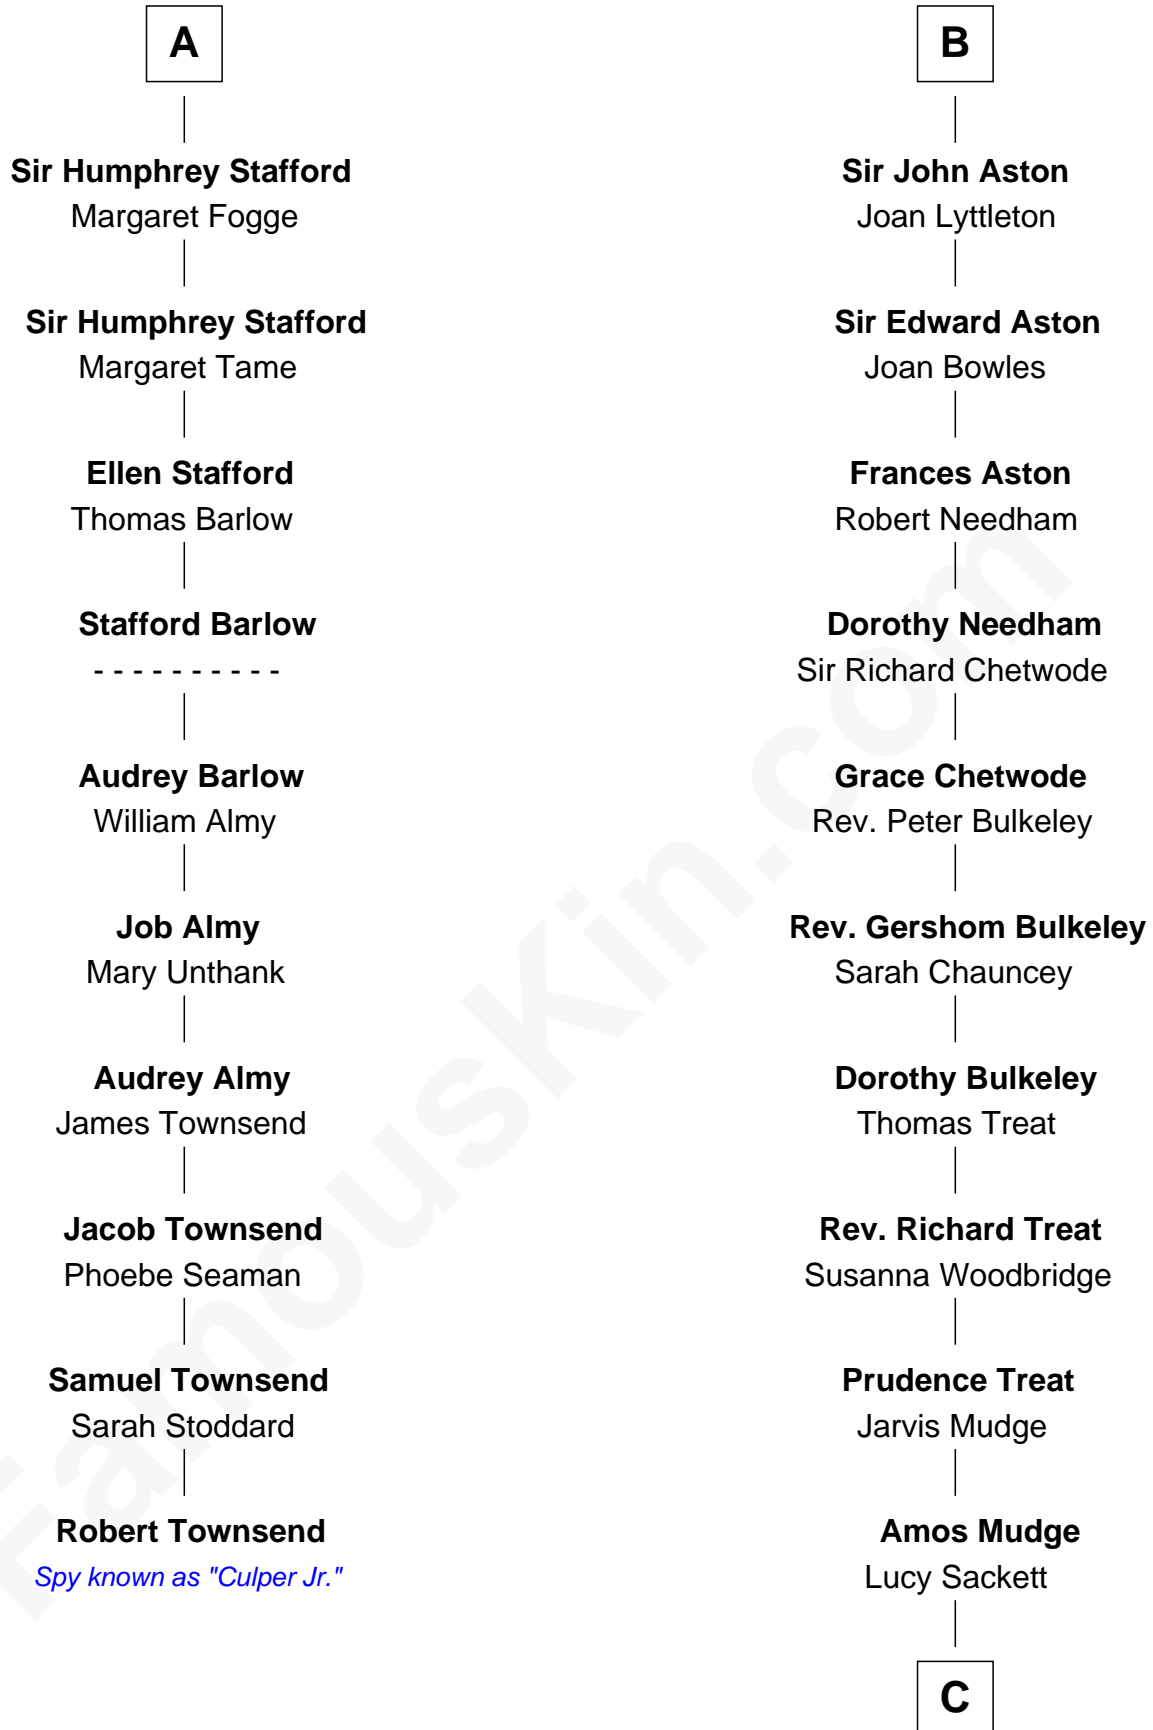 A
Sir Humphrey Stafford
Margaret Fogge
Sir Humphrey Stafford
Margaret Tame
Ellen Stafford
Thomas Barlow
Stafford Barlow
- - - - - - - - - -
Audrey Barlow
William Almy
Job Almy
Mary Unthank
Audrey Almy
James Townsend
Jacob Townsend
Phoebe Seaman
Samuel Townsend
Sarah Stoddard
Robert Townsend
Spy known as "Culper Jr."
B
Sir John Aston
Joan Lyttleton
Sir Edward Aston
Joan Bowles
Frances Aston
Robert Needham
Dorothy Needham
Sir Richard Chetwode
Grace Chetwode
Rev. Peter Bulkeley
Rev. Gershom Bulkeley
Sarah Chauncey
Dorothy Bulkeley
Thomas Treat
Rev. Richard Treat
Susanna Woodbridge
Prudence Treat
Jarvis Mudge
Amos Mudge
Lucy Sackett
C
FamousKin.com